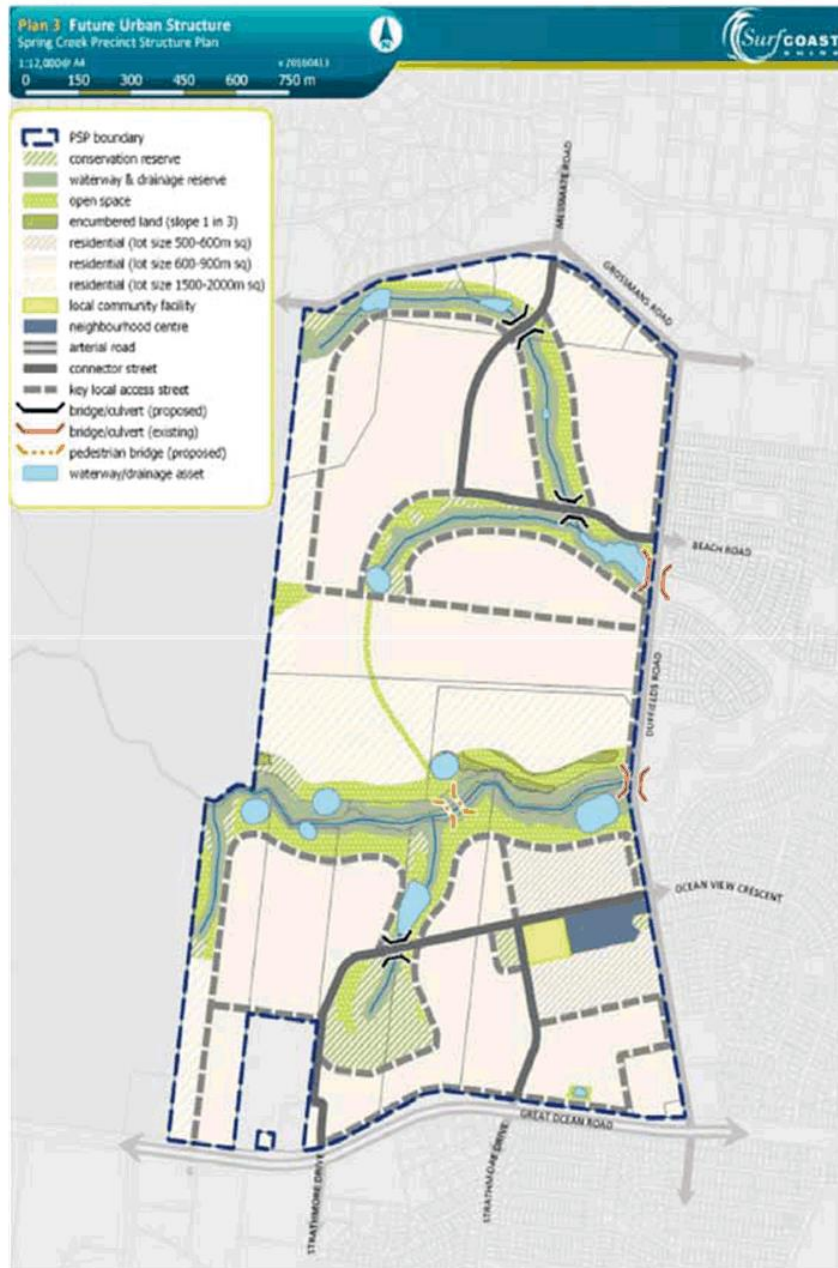 Plan 3 Future Urban Structure
Spring Creek Precinct Structure Plan
1:12,000@ A4
v 20160413
0 150 300 450 600 750 m
Surf COAST
SHIRE
PSP boundary
conservation reserve
waterway & drainage reserve
open space
encumbered land (slope 1 in 3)
residential (lot size 500-600m sq)
residential (lot size 600-900m sq)
residential (lot size 1500-2000m sq)
local community facility
neighbourhood centre
arterial road
connector street
key local access street
bridge/culvert (proposed)
bridge/culvert (existing)
pedestrian bridge (proposed)
waterway/drainage asset
MESSMATE ROAD
GROSSMANS ROAD
BEACH ROAD
DUFFIELDS ROAD
OCEAN VIEW CRESCENT
GREAT OCEAN ROAD
STRATHMORE DRIVE
STRATHMORE DRIVE